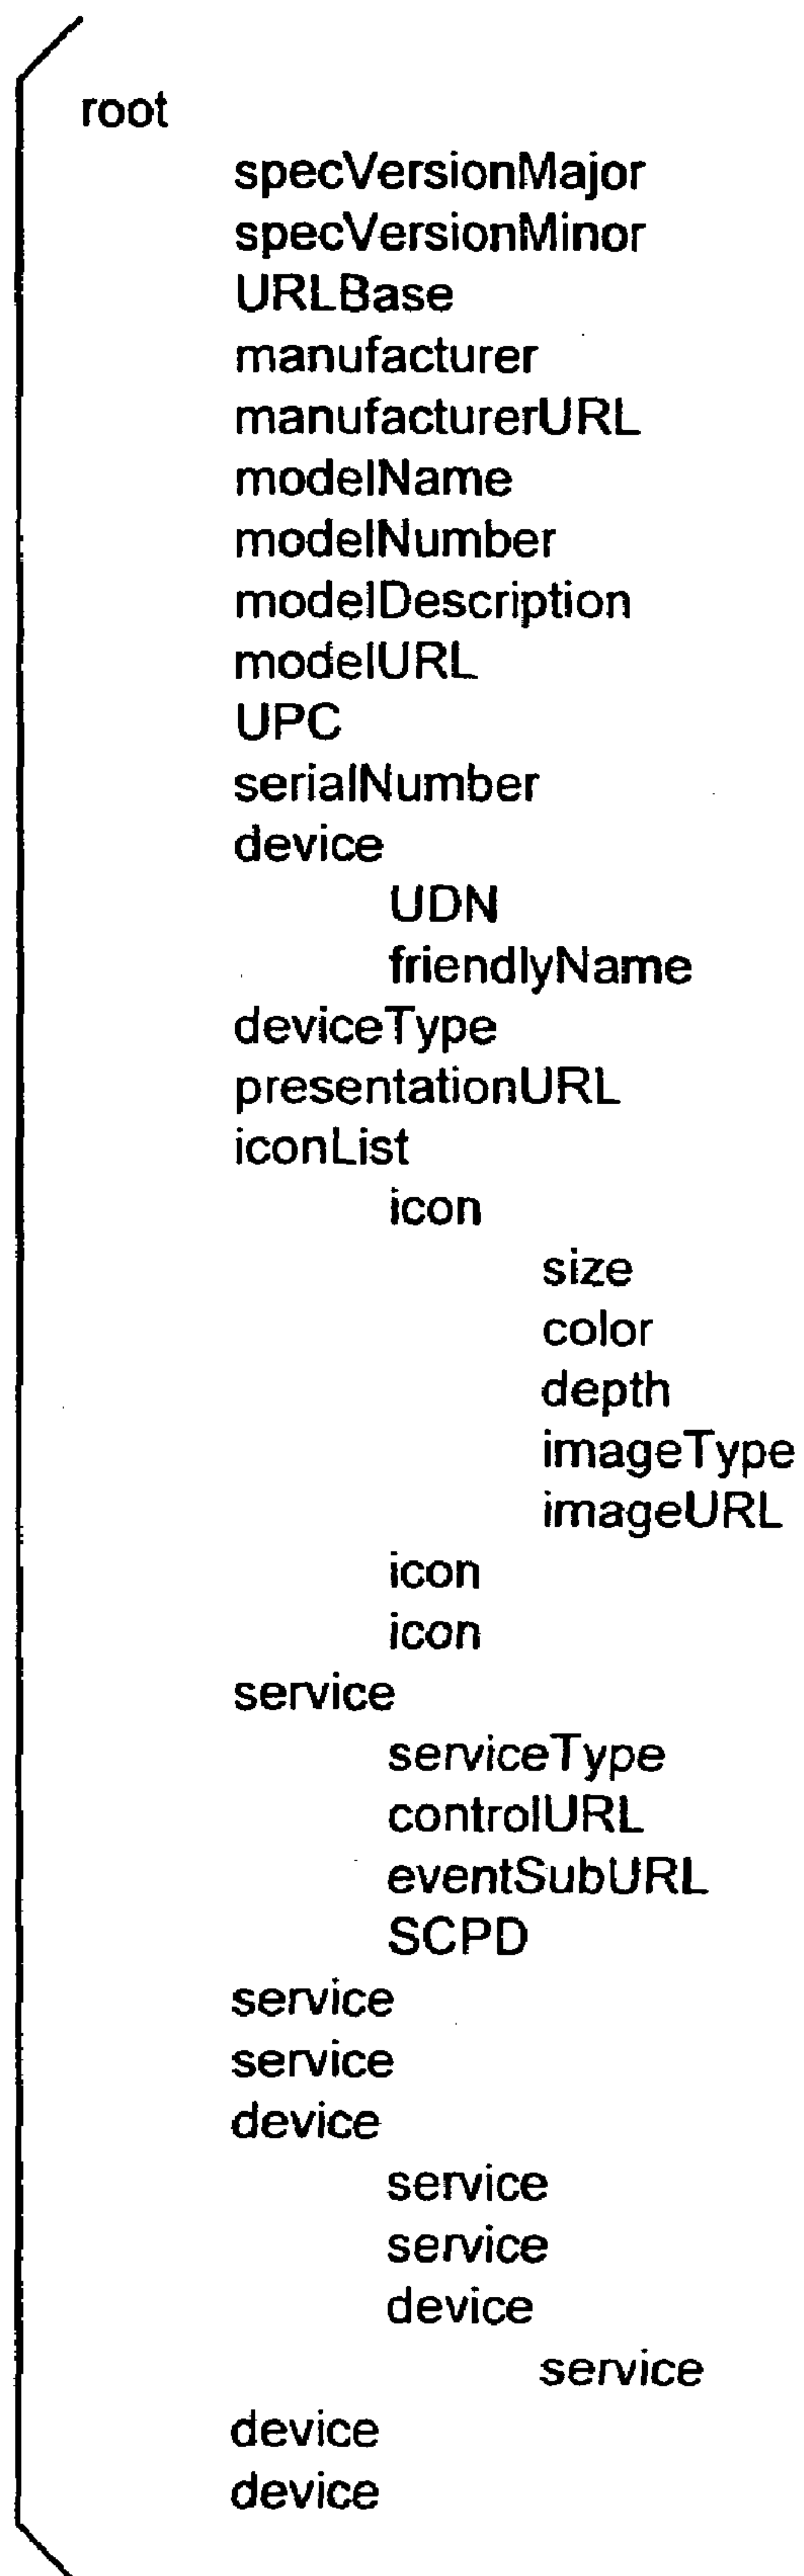 root
specVersionMajor
specVersionMinor
URLBase
manufacturer
manufacturerURL
modelName
modelNumber
modelDescription
modelURL
UPC
serialNumber
device
UDN
friendlyName
deviceType
presentationURL
iconList
icon
size
color
depth
imageType
imageURL
icon
icon
service
serviceType
controlURL
eventSubURL
SCPD
service
service
device
service
service
device
service
device
device